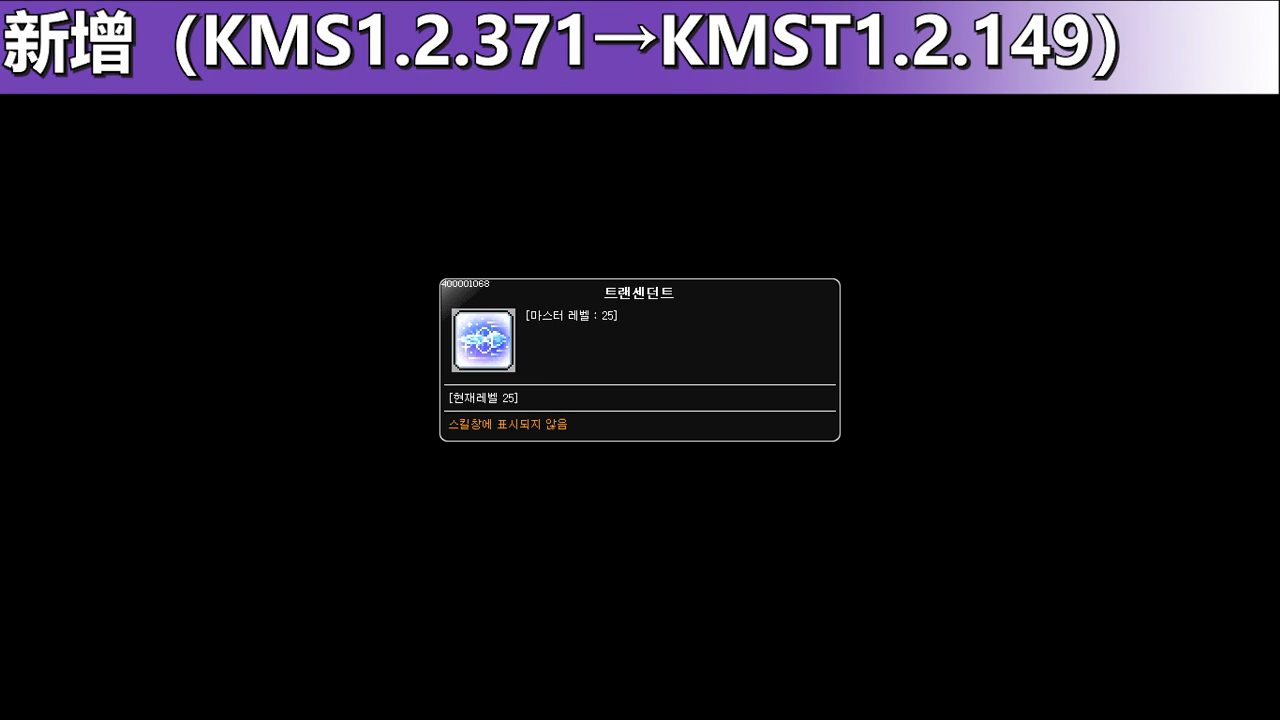 新增（KMS1.2.371→KMST1.2.149）
400001068
트랜센던트
[마스터 레벨 : 25]
[현재레벨 25]
스킬창에 표시되지 않음